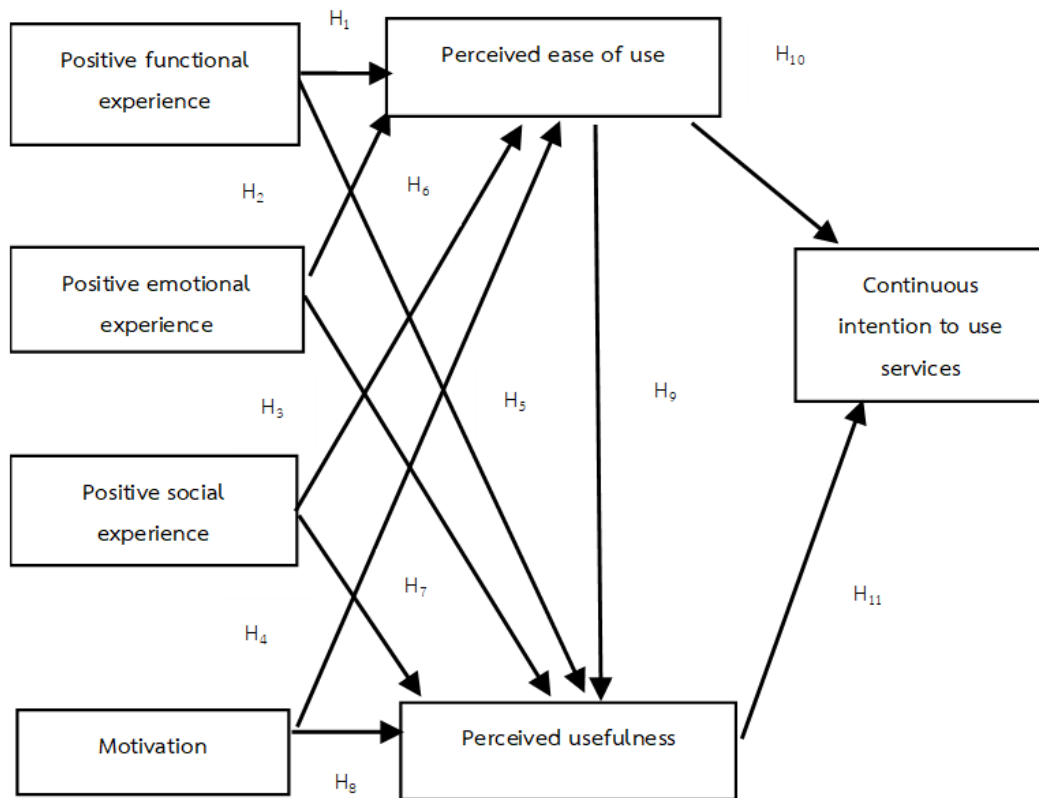 H₁
Positive functional
experience
Perceived ease of use
H₁₀
H₂
H₆
Positive emotional
experience
Continuous
intention to use
services
H₃
H₅
H₉
Positive social
experience
H₇
H₁₁
H₄
Motivation
Perceived usefulness
H₈